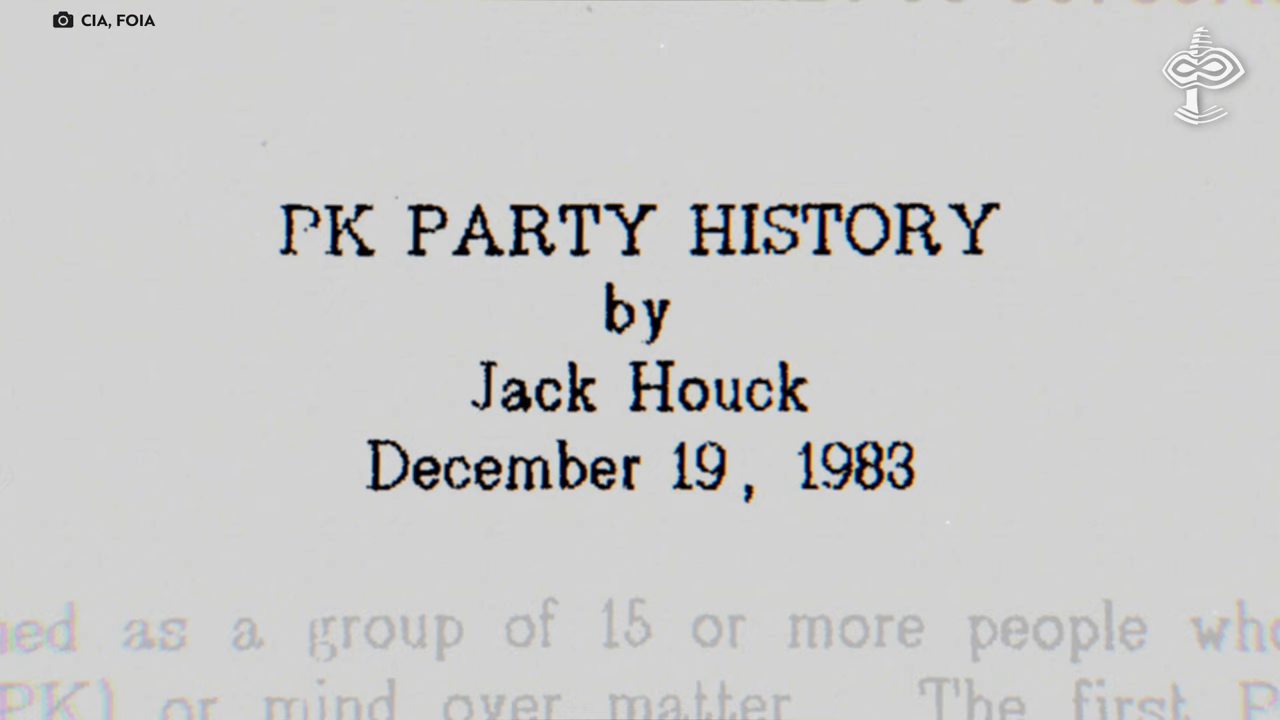 CIA, FOIA
PK PARTY HISTORY
by
Jack Houck
December 19, 1983
as a group of 15 or more people
PK) or mind over matter The first